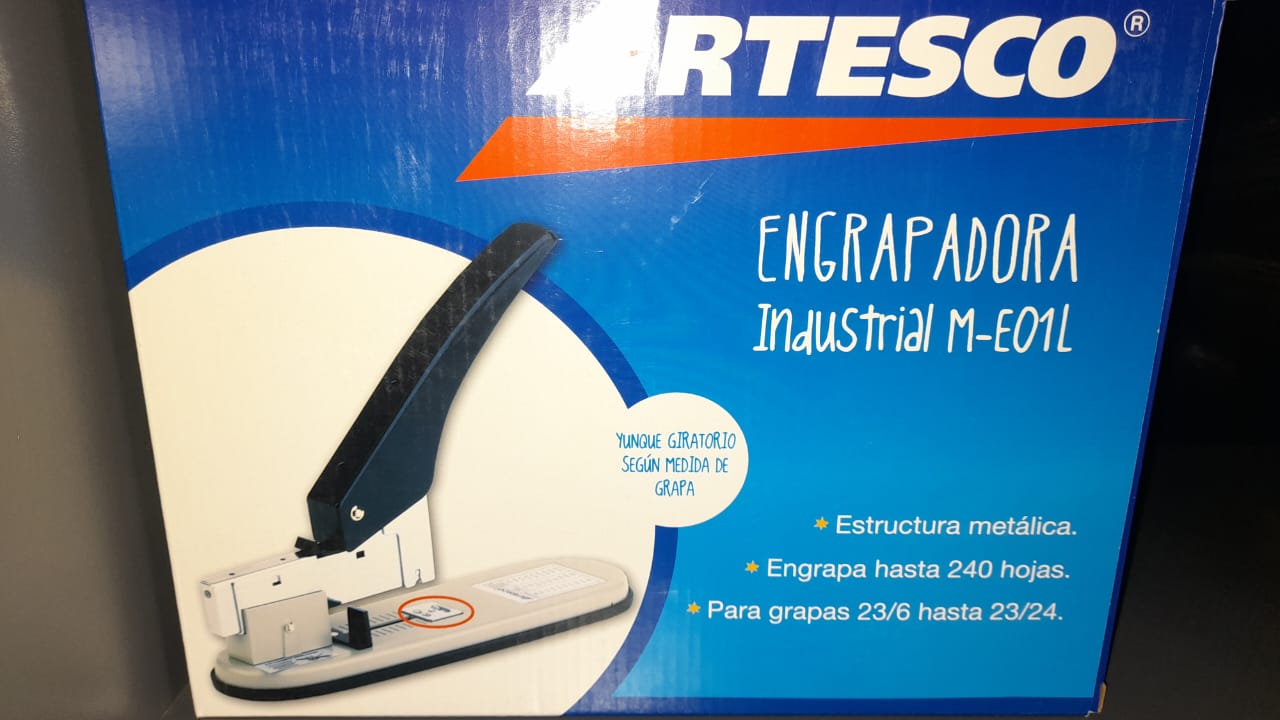 ARTESCO®
ENGRAPADORA
Industrial M-E01L
YUNQUE GIRATORIO
SEGÚN MEDIDA DE
GRAPA
Estructura metálica.
Engrapa hasta 240 hojas.
Para grapas 23/6 hasta 23/24.